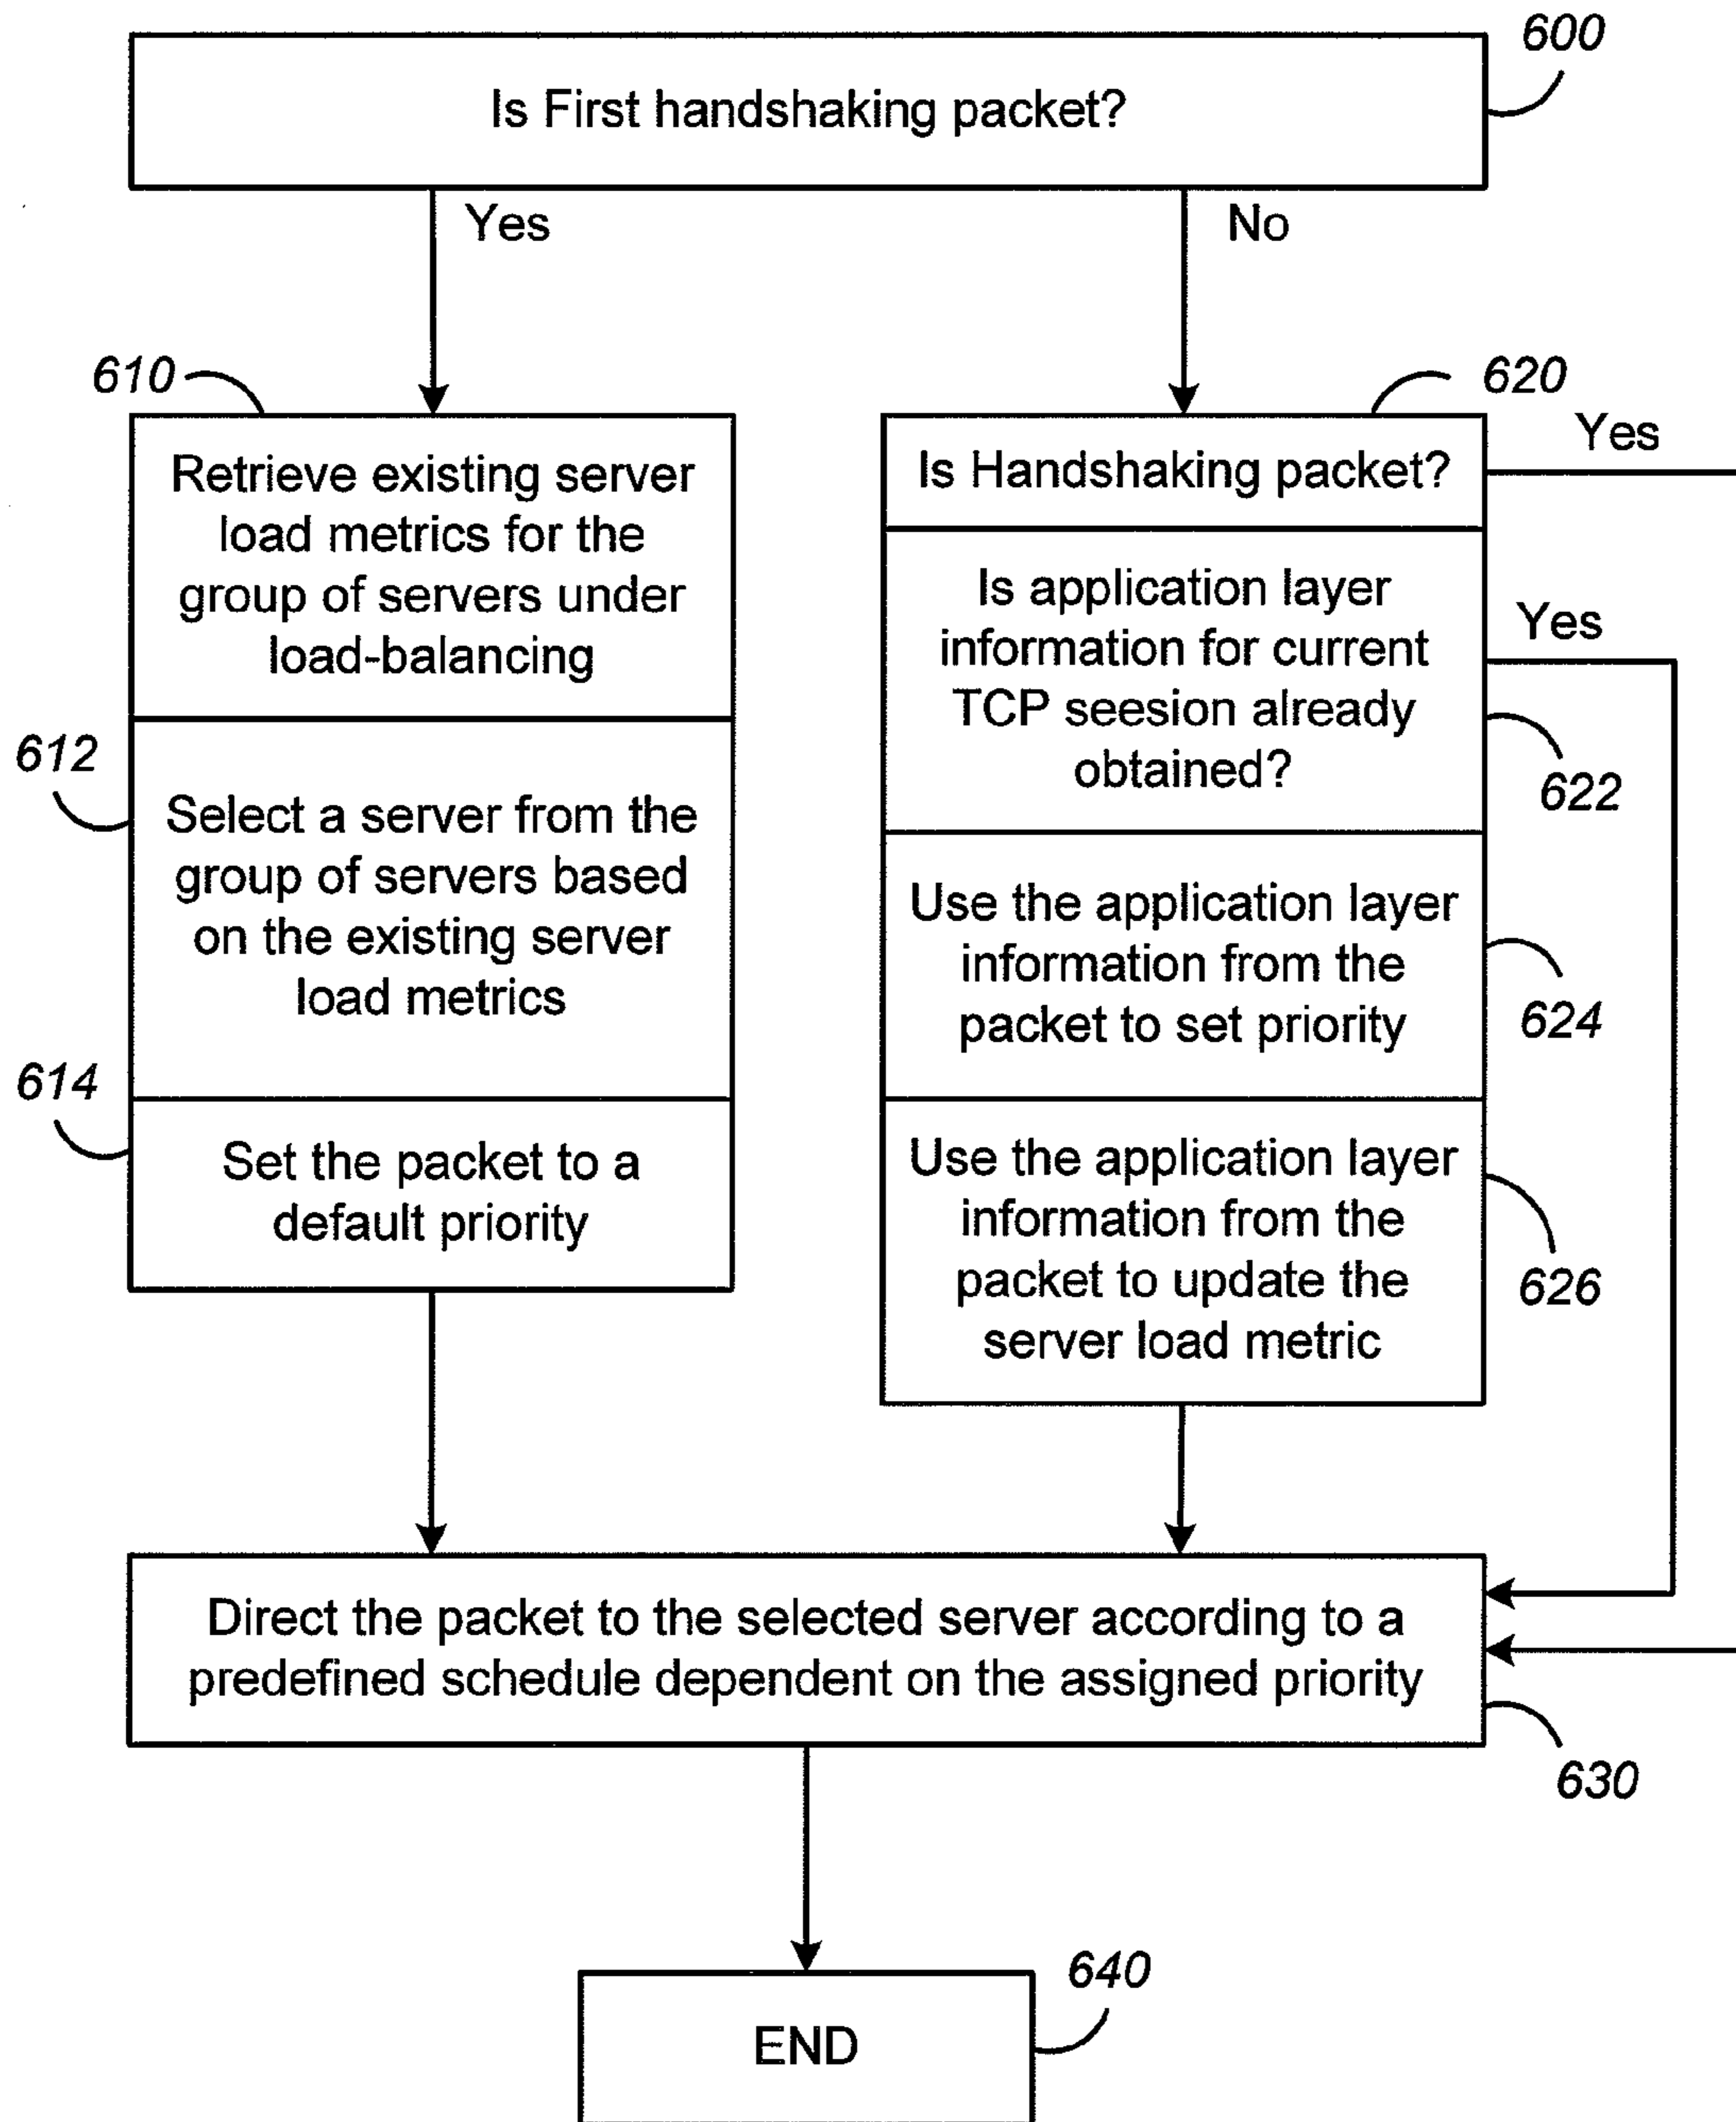 600
Is First handshaking packet?
Yes
No
610
620
Yes
Retrieve existing server
load metrics for the
group of servers under
load-balancing
Is Handshaking packet?
Is application layer
information for current
TCP seesion already
obtained?
Yes
622
612
Select a server from the
group of servers based
on the existing server
load metrics
Use the application layer
information from the
packet to set priority
624
614
Set the packet to a
default priority
Use the application layer
information from the
packet to update the
server load metric
626
Direct the packet to the selected server according to a
predefined schedule dependent on the assigned priority
630
640
END